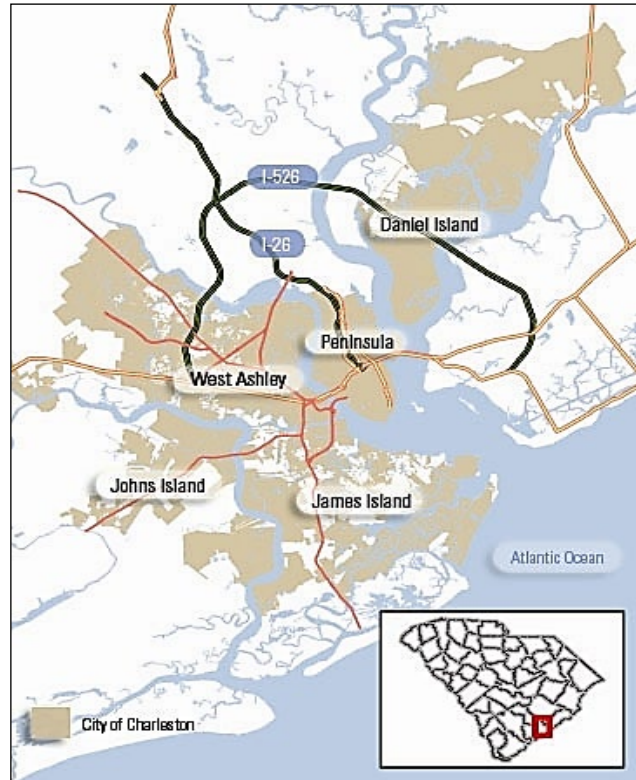 I-526
Daniel Island
I-26
Peninsula
West Ashley
Johns Island
James Island
Atlantic Ocean
City of Charleston